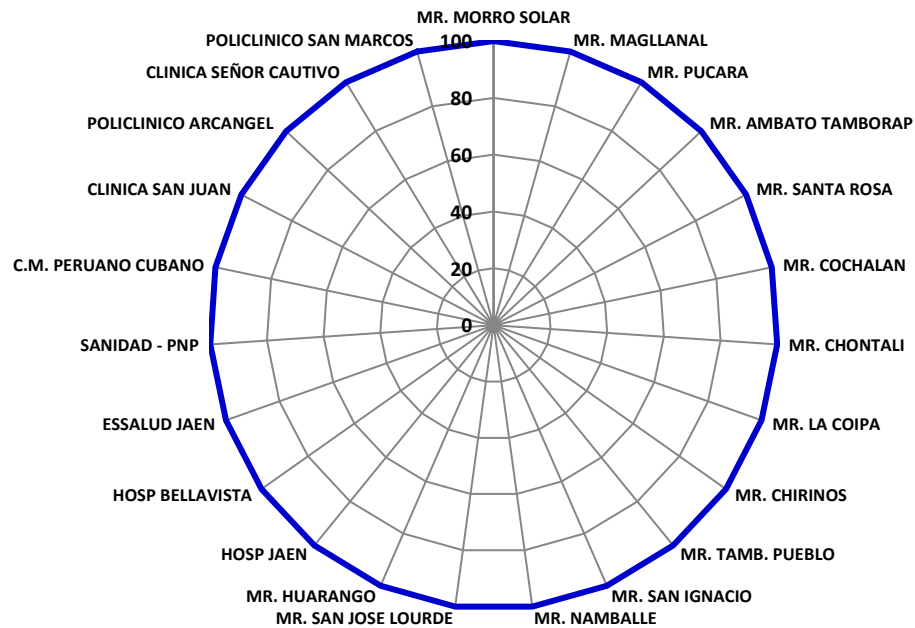 MR. MORRO SOLAR
POLICLINICO SAN MARCOS
100
MR. MAGLLANAL
CLINICA SEÑOR CAUTIVO
MR. PUCARA
80
POLICLINICO ARCANGEL
MR. AMBATO TAMBORAP
60
CLINICA SAN JUAN
MR. SANTA ROSA
40
C.M. PERUANO CUBANO
20
MR. COCHALAN
0
SANIDAD - PNP
MR. CHONTALI
ESSALUD JAEN
MR. LA COIPA
HOSP BELLAVISTA
MR. CHIRINOS
HOSP JAEN
MR. TAMB. PUEBLO
MR. HUARANGO
MR. SAN IGNACIO
MR. SAN JOSE LOURDE
MR. NAMBALLE